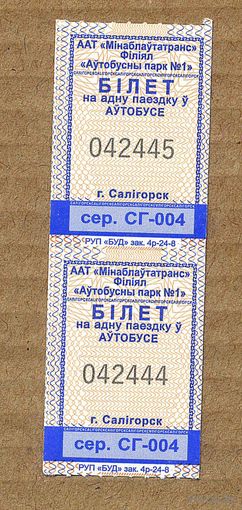 ААТ «Мінаблаўтатранс»
Філіял
«Аўтобусны парк №1»
БІЛЕТ
на адну паездку ў
АЎТОБУСЕ
042445
г. Салігорск
сер. СГ-004
РУП «БУД» зак. 4р-24-8
ААТ «Мінаблаўтатранс»
Філіял
«Аўтобусны парк №1»
БІЛЕТ
на адну паездку ў
АЎТОБУСЕ
042444
г. Салігорск
сер. СГ-004
РУП «БУД» зак. 4р-24-8